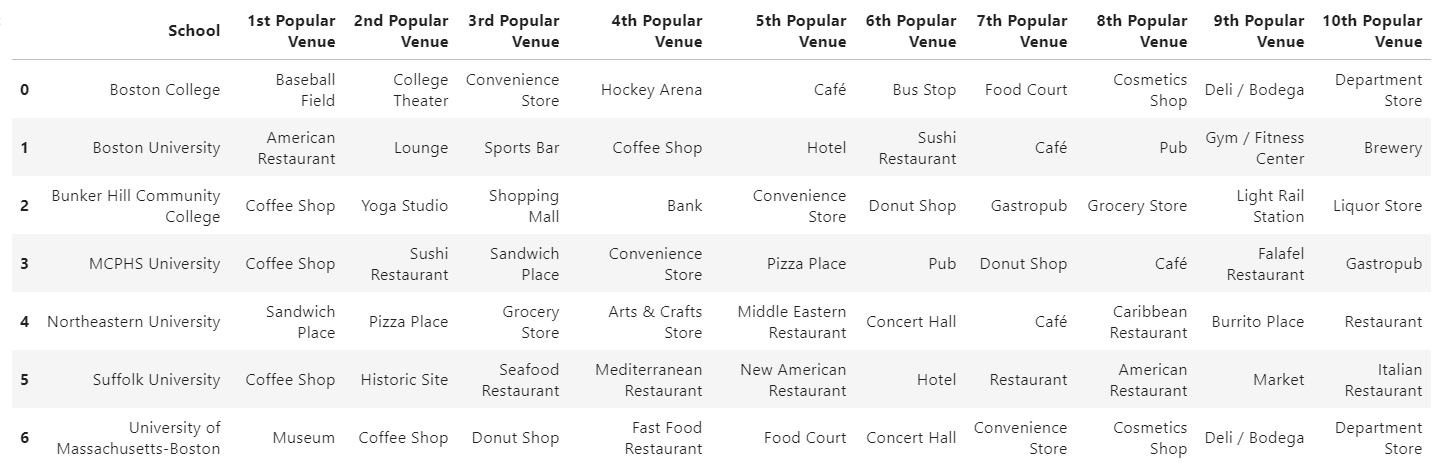 School 1st Popular Venue 2nd Popular Venue 3rd Popular Venue 4th Popular Venue 5th Popular Venue 6th Popular Venue 7th Popular Venue 8th Popular Venue 9th Popular Venue 10th Popular Venue
0 Boston College Baseball Field College Theater Convenience Store Hockey Arena Café Bus Stop Food Court Cosmetics Shop Deli / Bodega Department Store
1 Boston University American Restaurant Lounge Sports Bar Coffee Shop Hotel Sushi Restaurant Café Pub Gym / Fitness Center Brewery
2 Bunker Hill Community College Coffee Shop Yoga Studio Shopping Mall Bank Convenience Store Donut Shop Gastropub Grocery Store Light Rail Station Liquor Store
3 MCPHS University Coffee Shop Sushi Restaurant Sandwich Place Convenience Store Pizza Place Pub Donut Shop Café Falafel Restaurant Gastropub
4 Northeastern University Sandwich Place Pizza Place Grocery Store Arts & Crafts Store Middle Eastern Restaurant Concert Hall Café Caribbean Restaurant Burrito Place Restaurant
5 Suffolk University Coffee Shop Historic Site Seafood Restaurant Mediterranean Restaurant New American Restaurant Hotel Restaurant American Restaurant Market Italian Restaurant
6 University of Massachusetts-Boston Museum Coffee Shop Donut Shop Fast Food Restaurant Food Court Concert Hall Convenience Store Cosmetics Shop Deli / Bodega Department Store